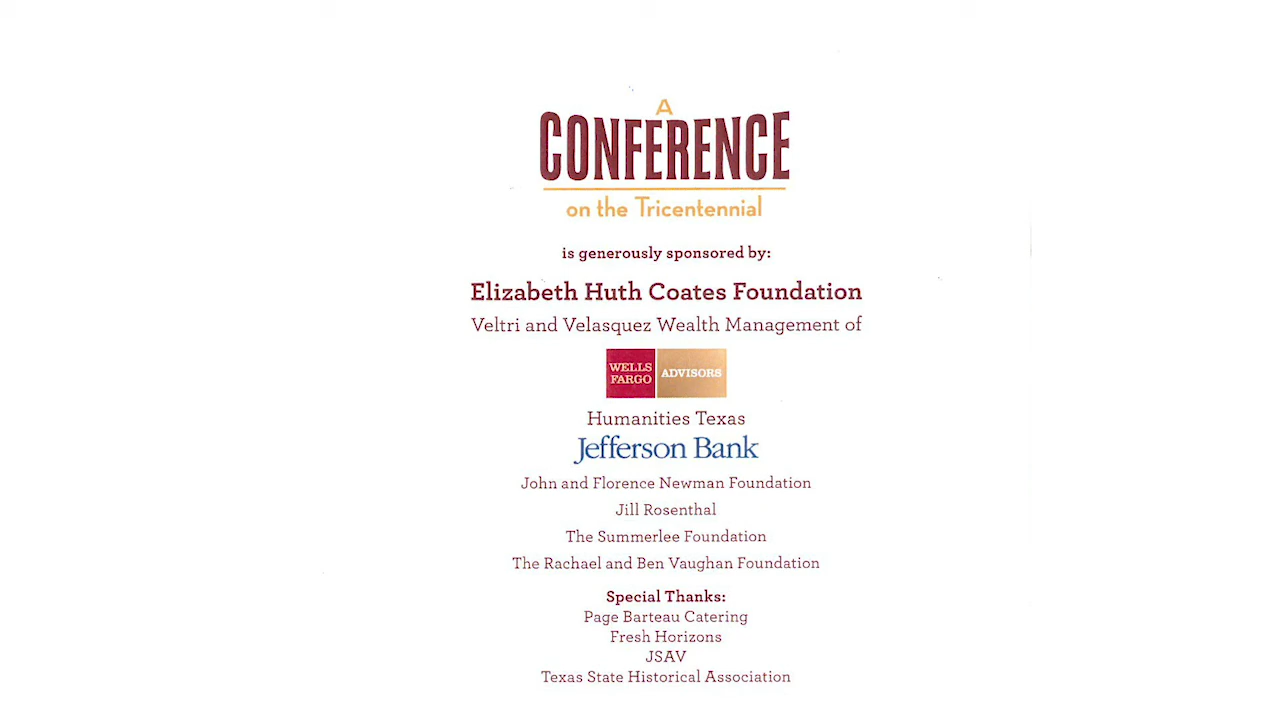 A
CONFERENCE
on the Tricentennial
is generously sponsored by:
Elizabeth Huth Coates Foundation
Veltri and Velasquez Wealth Management of
WELLS FARGO ADVISORS
Humanities Texas
Jefferson Bank
John and Florence Newman Foundation
Jill Rosenthal
The Summerlee Foundation
The Rachael and Ben Vaughan Foundation
Special Thanks:
Page Barteau Catering
Fresh Horizons
JSAV
Texas State Historical Association